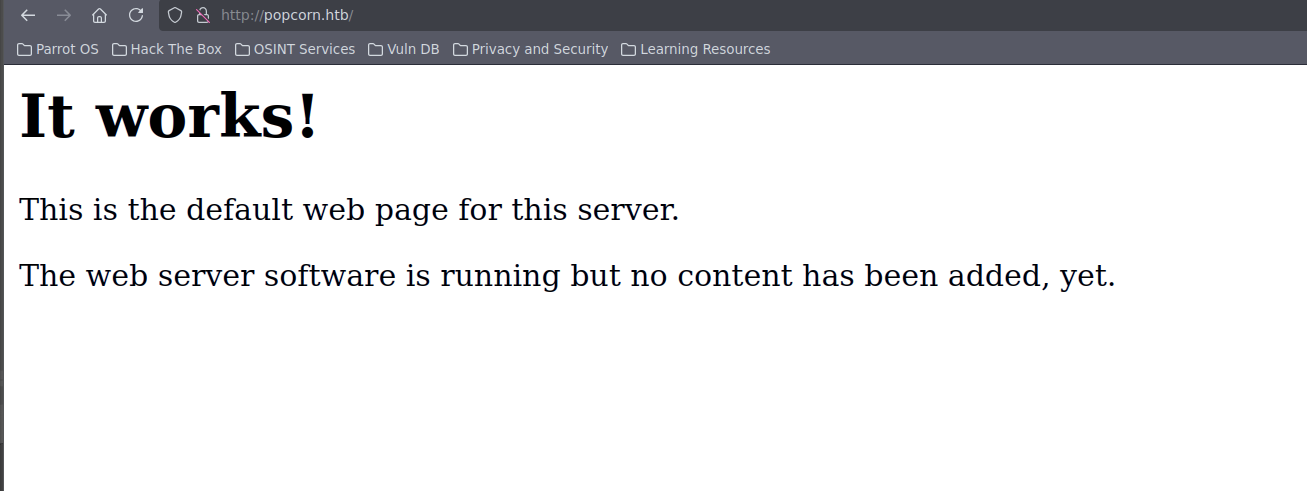 http://popcorn.htb/
Parrot OS Hack The Box OSINT Services Vuln DB Privacy and Security Learning Resources
It works!
This is the default web page for this server.
The web server software is running but no content has been added, yet.